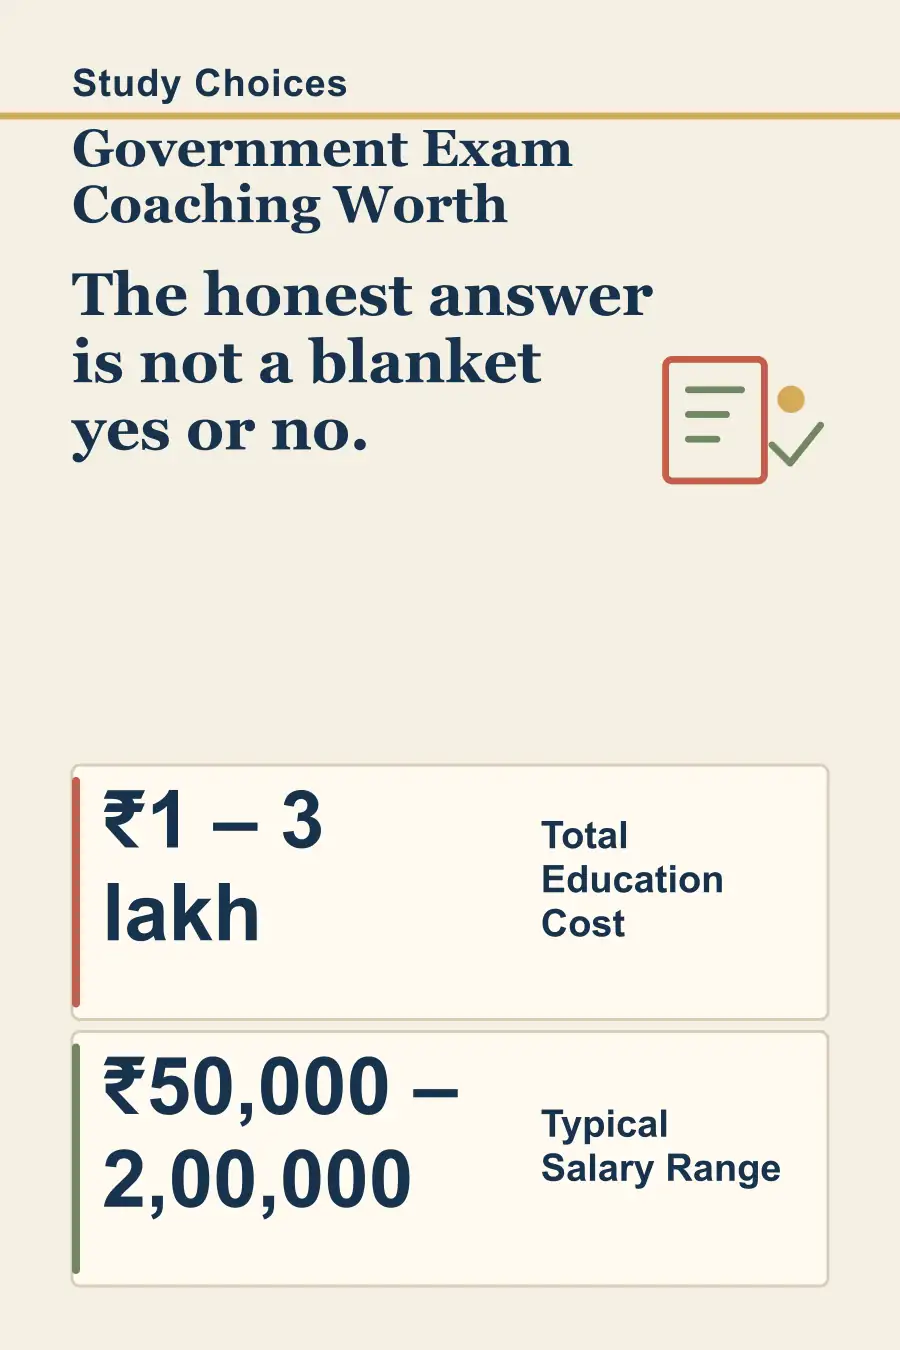 Study Choices
Government Exam
Coaching Worth
The honest answer
is not a blanket
yes or no.
₹1 – 3
lakh
Total
Education
Cost
₹50,000 –
2,00,000
Typical
Salary Range